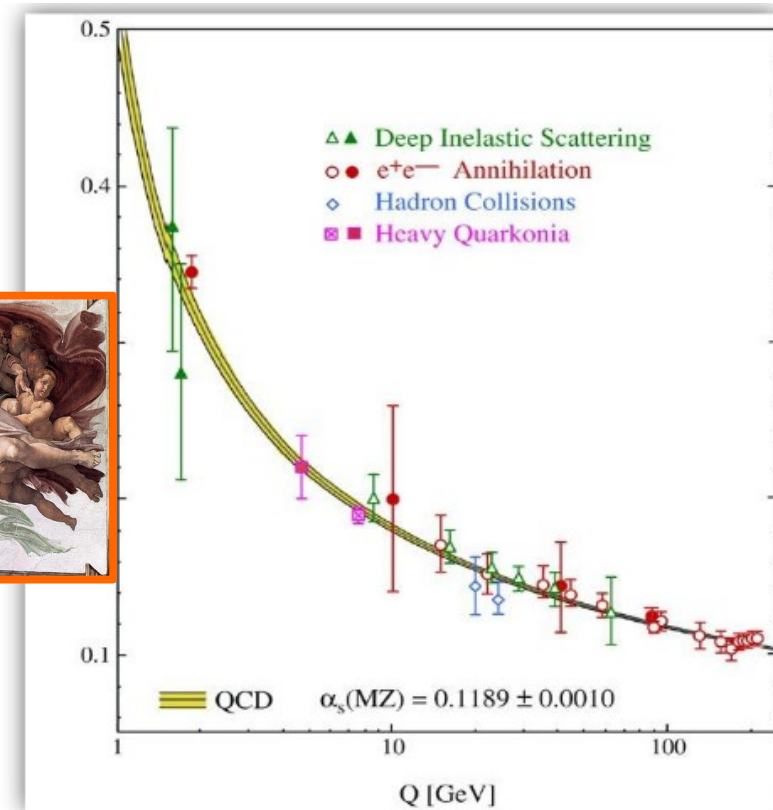 0.5
△▲ Deep Inelastic Scattering
○● e⁺e⁻ Annihilation
0.4
◇ Hadron Collisions
⊠■ Heavy Quarkonia
0.1
QCD αₛ(MZ) = 0.1189 ± 0.0010
1 10 100
Q [GeV]